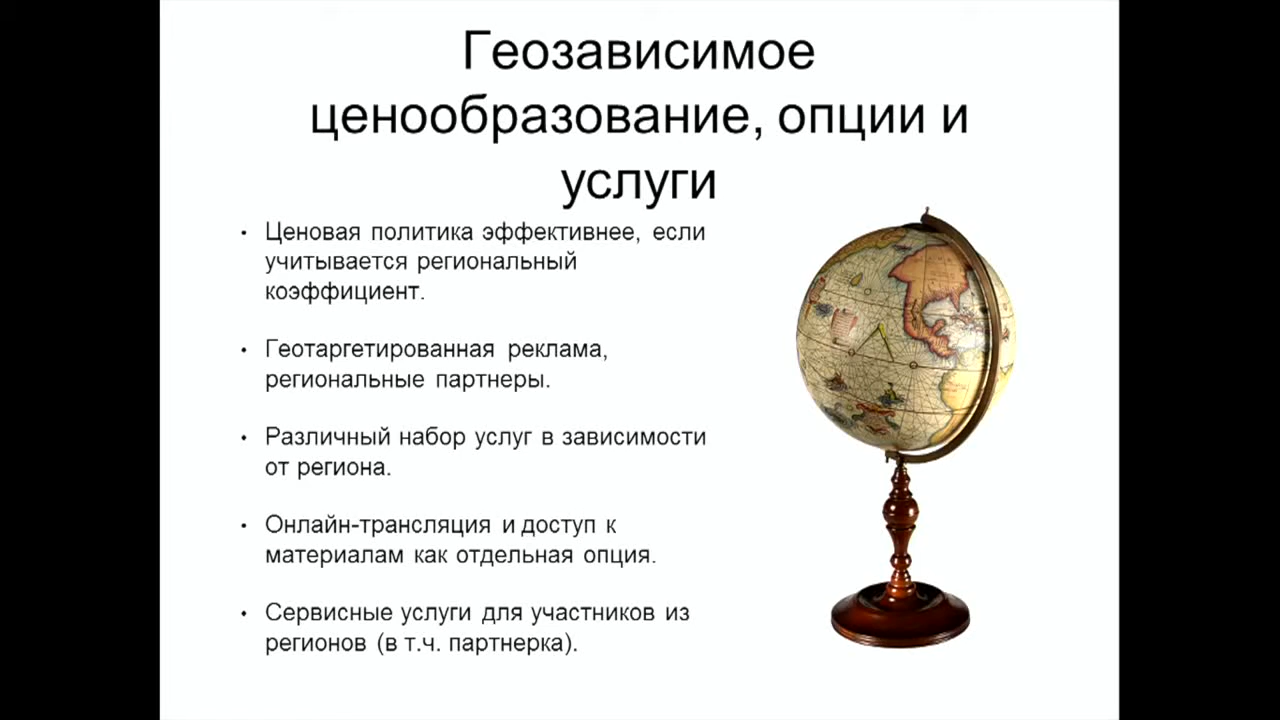 Геозависимое
ценообразование, опции и
услуги
• Ценовая политика эффективнее, если
учитывается региональный
коэффициент.
• Геотаргетированная реклама,
региональные партнеры.
• Различный набор услуг в зависимости
от региона.
• Онлайн-трансляция и доступ к
материалам как отдельная опция.
• Сервисные услуги для участников из
регионов (в т.ч. партнерка).